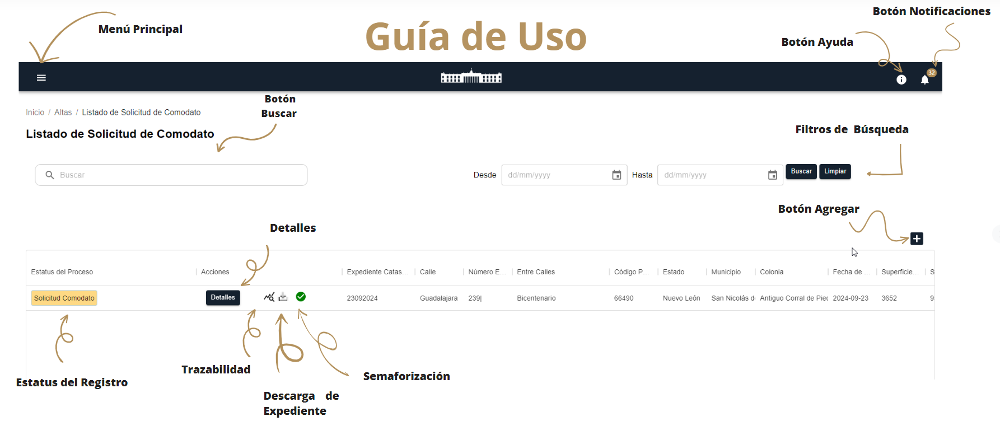 Botón Notificaciones
Menú Principal
Guía de Uso
Botón Ayuda
32
Botón
Buscar
Inicio / Altas / Listado de Solicitud de Comodato
Listado de Solicitud de Comodato
Filtros de Búsqueda
Buscar
Desde dd/mm/yyyy Hasta dd/mm/yyyy Buscar Limpiar
Botón Agregar
Detalles
Estatus del Proceso Acciones Expediente Catas... Calle Número E... Entre Calles Código P... Estado Municipio Colonia Fecha de ... Superficie... S
Solicitud Comodato Detalles 23092024 Guadalajara 239| Bicentenario 66490 Nuevo León San Nicolás d Antiguo Corral de Pied 2024-09-23 3652 9
Trazabilidad
Semaforización
Estatus del Registro
Descarga de
Expediente